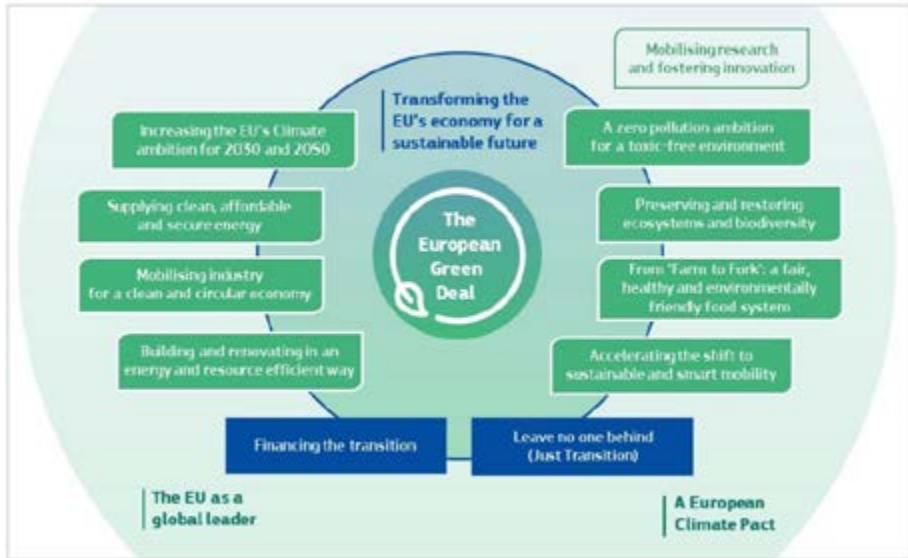 Mobilising research
and fostering innovation
Transforming the
EU's economy for a
sustainable future
Increasing the EU's Climate
ambition for 2030 and 2050
A zero pollution ambition
for a toxic-free environment
Supplying clean, affordable
and secure energy
Preserving and restoring
ecosystems and biodiversity
The
European
Green
Deal
Mobilising industry
for a clean and circular economy
From 'Farm to Fork': a fair,
healthy and environmentally
friendly food system
Building and renovating in an
energy and resource efficient way
Accelerating the shift to
sustainable and smart mobility
Financing the transition
Leave no one behind
(Just Transition)
The EU as a
global leader
A European
Climate Pact